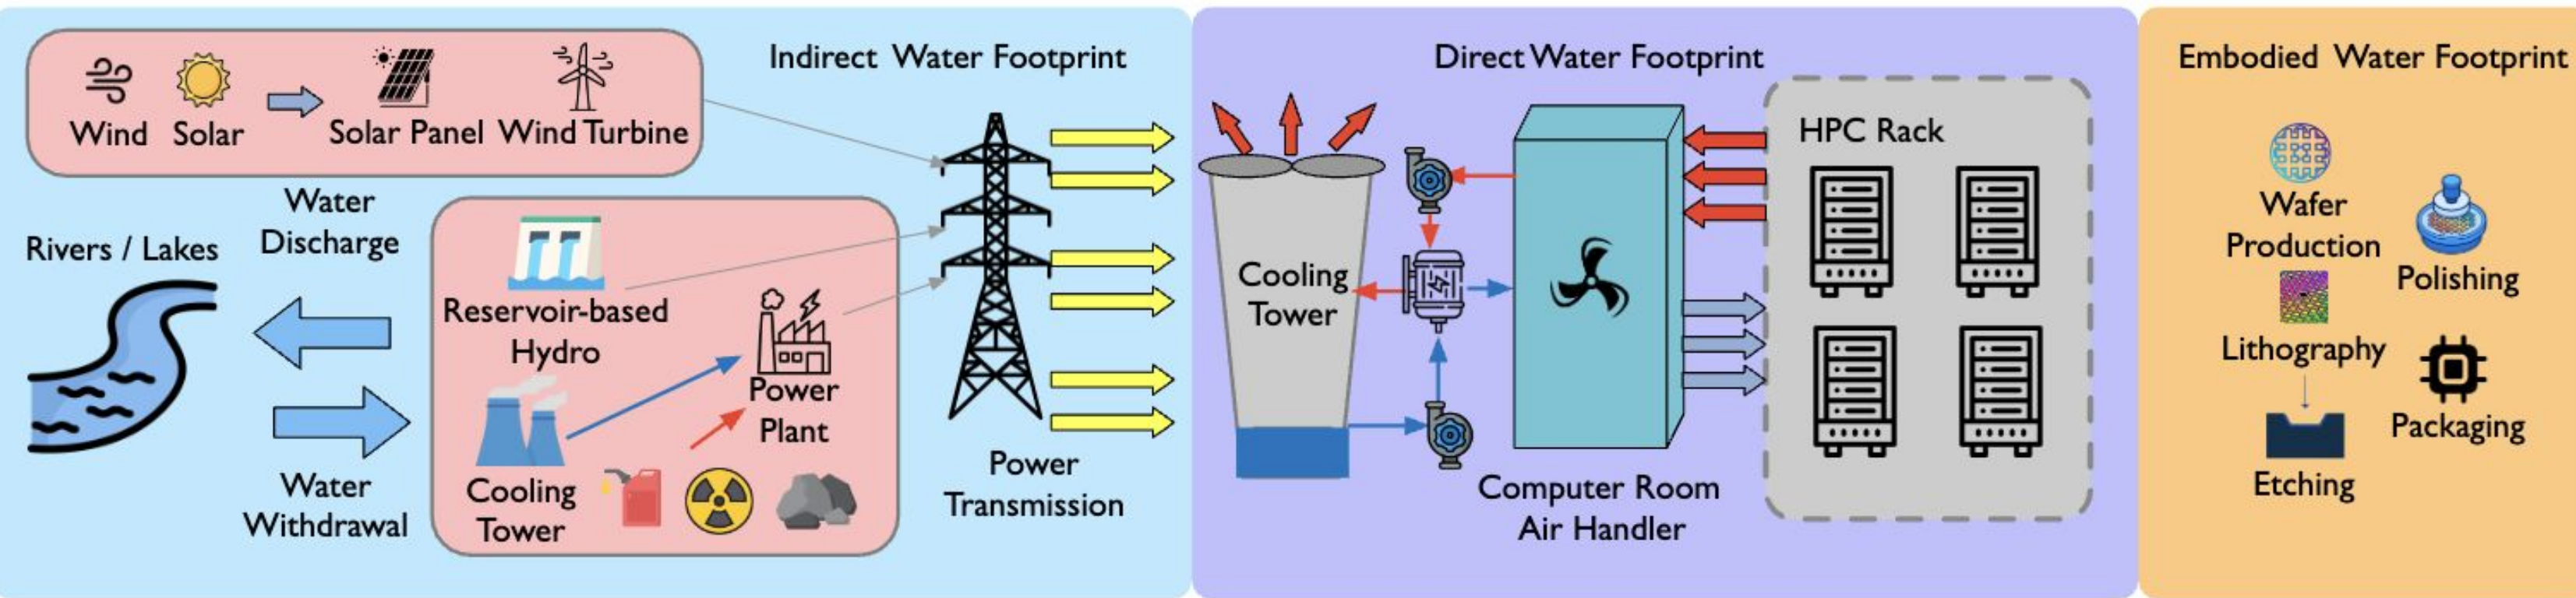 Indirect Water Footprint
Wind
Solar
Solar Panel
Wind Turbine
Water
Discharge
Rivers / Lakes
Water
Withdrawal
Reservoir-based
Hydro
Power
Plant
Cooling
Tower
Power
Transmission
Direct Water Footprint
Cooling
Tower
Computer Room
Air Handler
HPC Rack
Embodied Water Footprint
Wafer
Production
Polishing
Lithography
Packaging
Etching